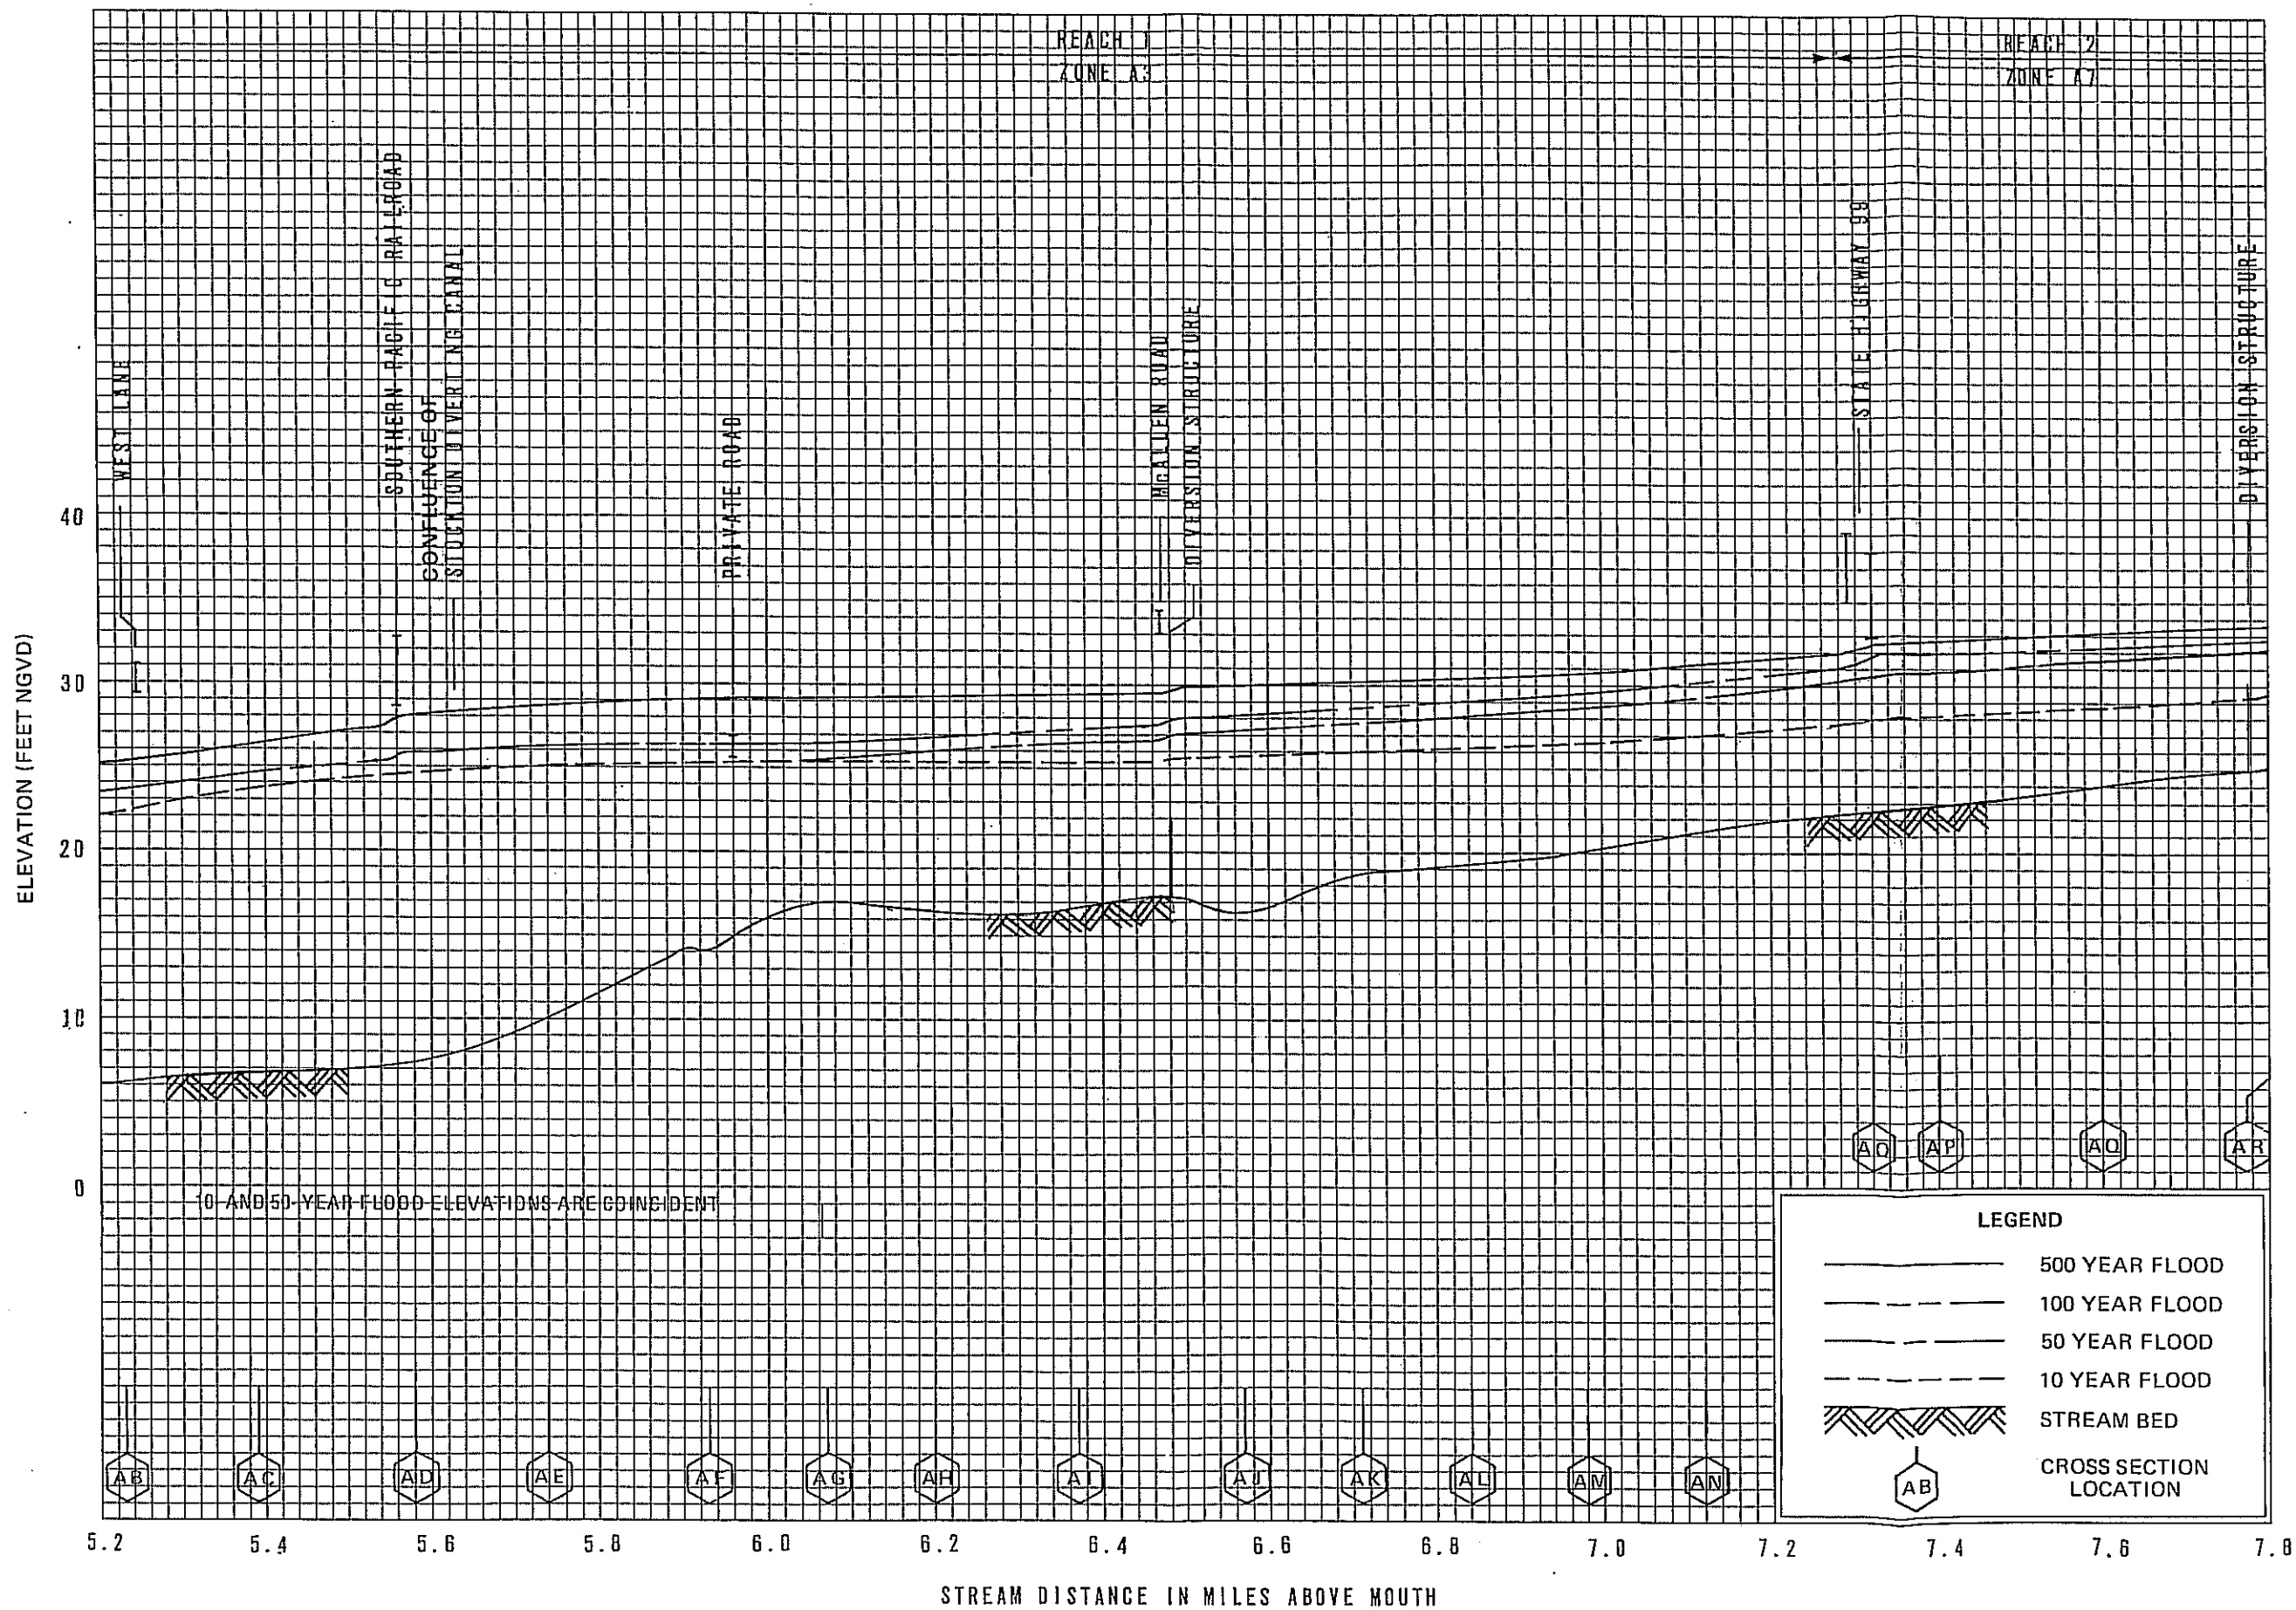 REACH 1
ZONE A3
REACH 2
ZONE A7
WEST LANE
SOUTHERN PACIFIC RAILROAD
CONFLUENCE OF
STOCKTON DIVERTING CANAL
PRIVATE ROAD
McALLEN ROAD
DIVERSION STRUCTURE
STATE HIGHWAY 99
DIVERSION STRUCTURE
ELEVATION (FEET NGVD)
40
30
20
10
0
10-AND 50-YEAR FLOOD ELEVATIONS ARE COINCIDENT
AO
AP
AQ
AR
AB
AC
AD
AE
AF
AG
AH
AI
AJ
AK
AL
AM
AN
LEGEND
500 YEAR FLOOD
100 YEAR FLOOD
50 YEAR FLOOD
10 YEAR FLOOD
STREAM BED
AB
CROSS SECTION
LOCATION
5.2
5.4
5.6
5.8
6.0
6.2
6.4
6.6
6.8
7.0
7.2
7.4
7.6
7.8
STREAM DISTANCE IN MILES ABOVE MOUTH